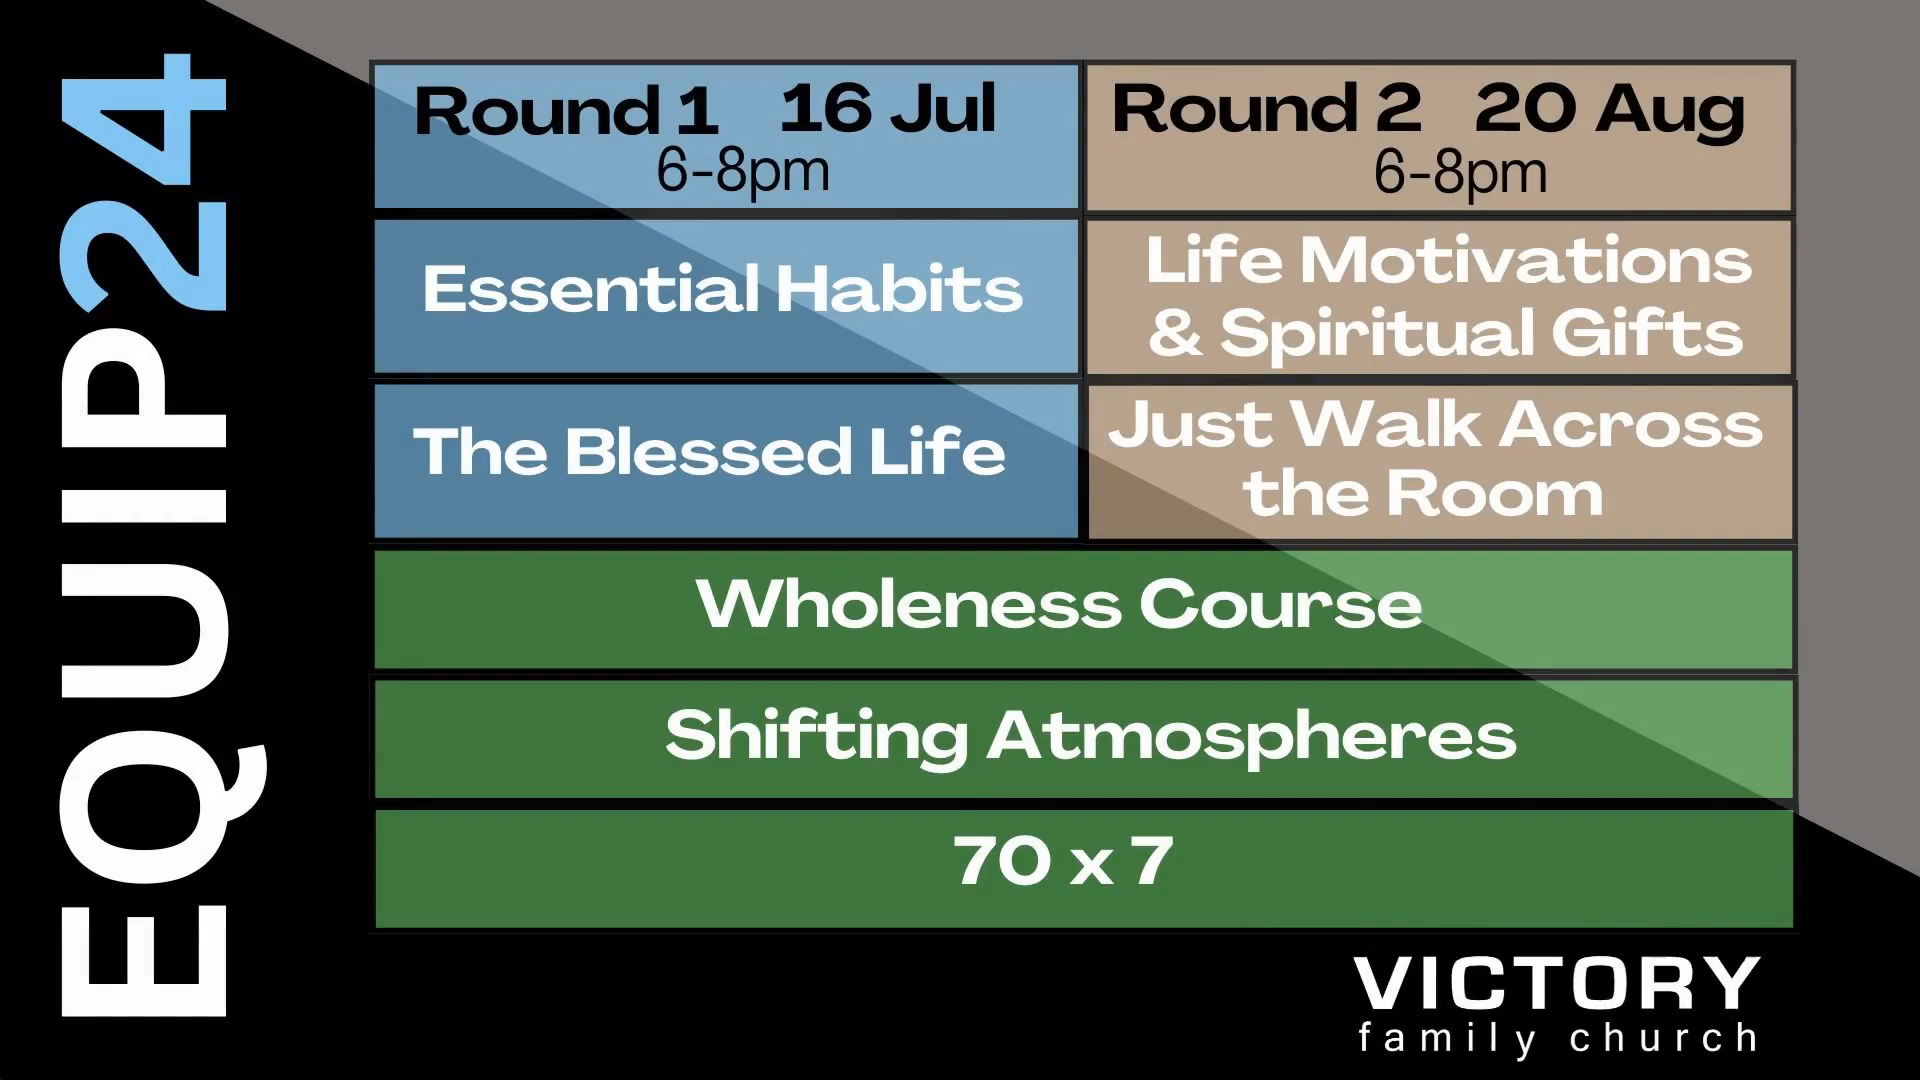 EQUIP24
Round 1 16 Jul
6-8pm
Round 2 20 Aug
6-8pm
Essential Habits
Life Motivations
& Spiritual Gifts
The Blessed Life
Just Walk Across
the Room
Wholeness Course
Shifting Atmospheres
70 x 7
VICTORY
family church